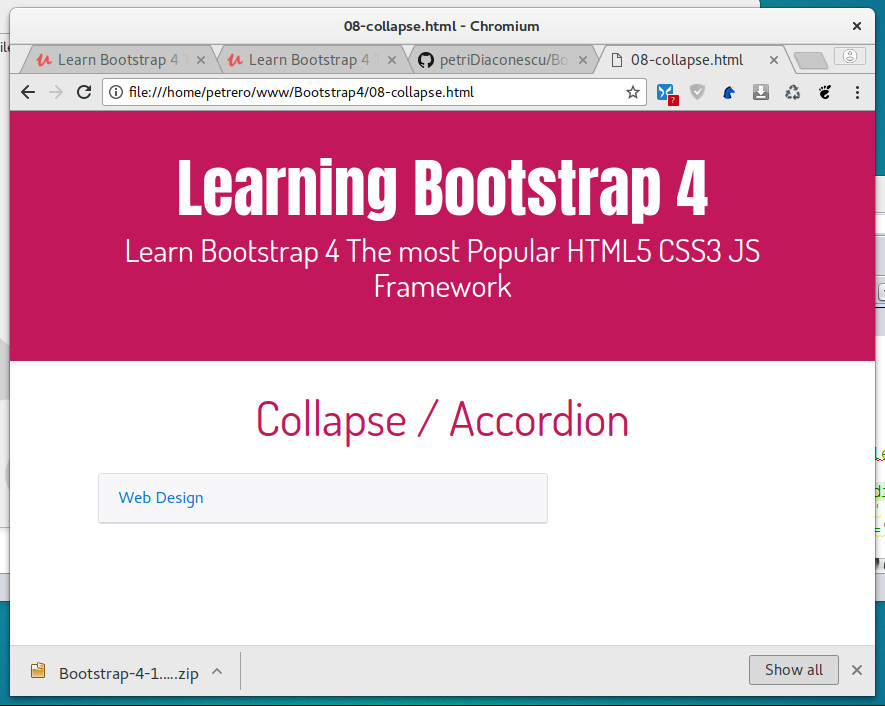 08-collapse.html - Chromium
Learn Bootstrap 4 T
Learn Bootstrap 4 T
petriDiaconescu/Bo
08-collapse.html
file:///home/petrero/www/Bootstrap4/08-collapse.html
?
Learning Bootstrap 4
Learn Bootstrap 4 The most Popular HTML5 CSS3 JS
Framework
Collapse / Accordion
Web Design
Bootstrap-4-1.....zip
Show all